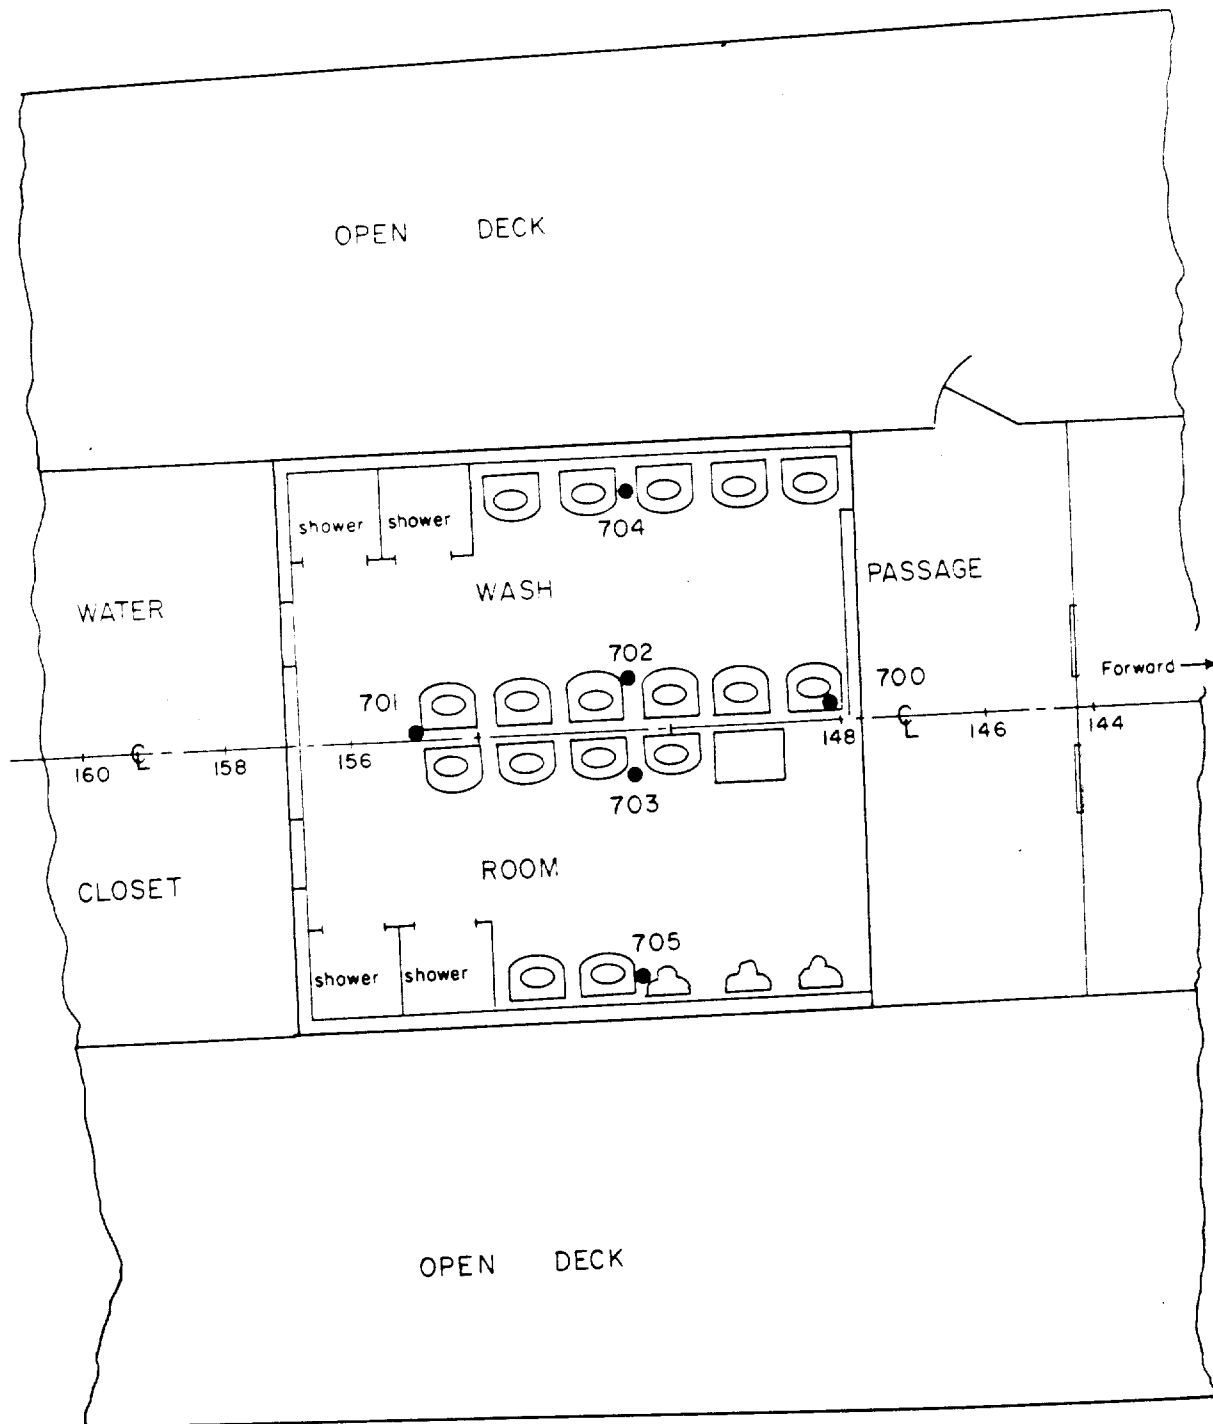 OPEN DECK
shower shower
704
WASH
PASSAGE
WATER
702
701
700
Forward
160 ℄ 158 156 148 ℄ 146 144
703
ROOM
CLOSET
705
shower shower
OPEN DECK